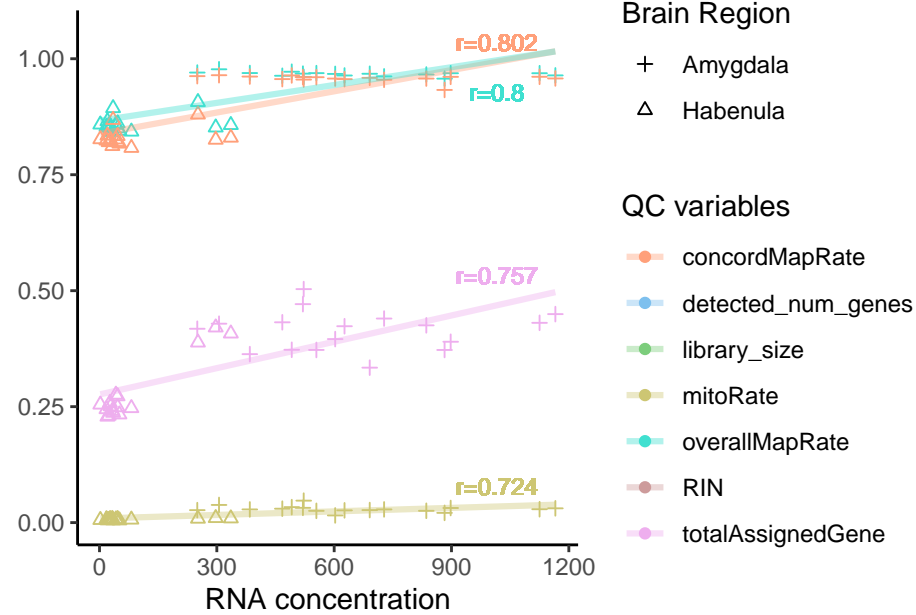 1.00
0.75
0.50
0.25
0.00
0
300
600
900
1200
RNA concentration
r=0.802
r=0.8
r=0.757
r=0.724
Brain Region
Amygdala
Habenula
QC variables
concordMapRate
detected_num_genes
library_size
mitoRate
overallMapRate
RIN
totalAssignedGene